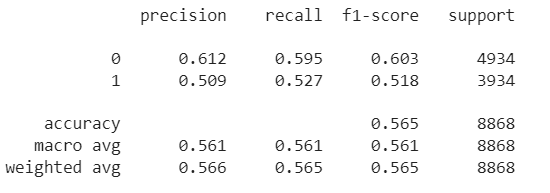 precision recall f1-score support
0 0.612 0.595 0.603 4934
1 0.509 0.527 0.518 3934
accuracy 0.565 8868
macro avg 0.561 0.561 0.561 8868
weighted avg 0.566 0.565 0.565 8868